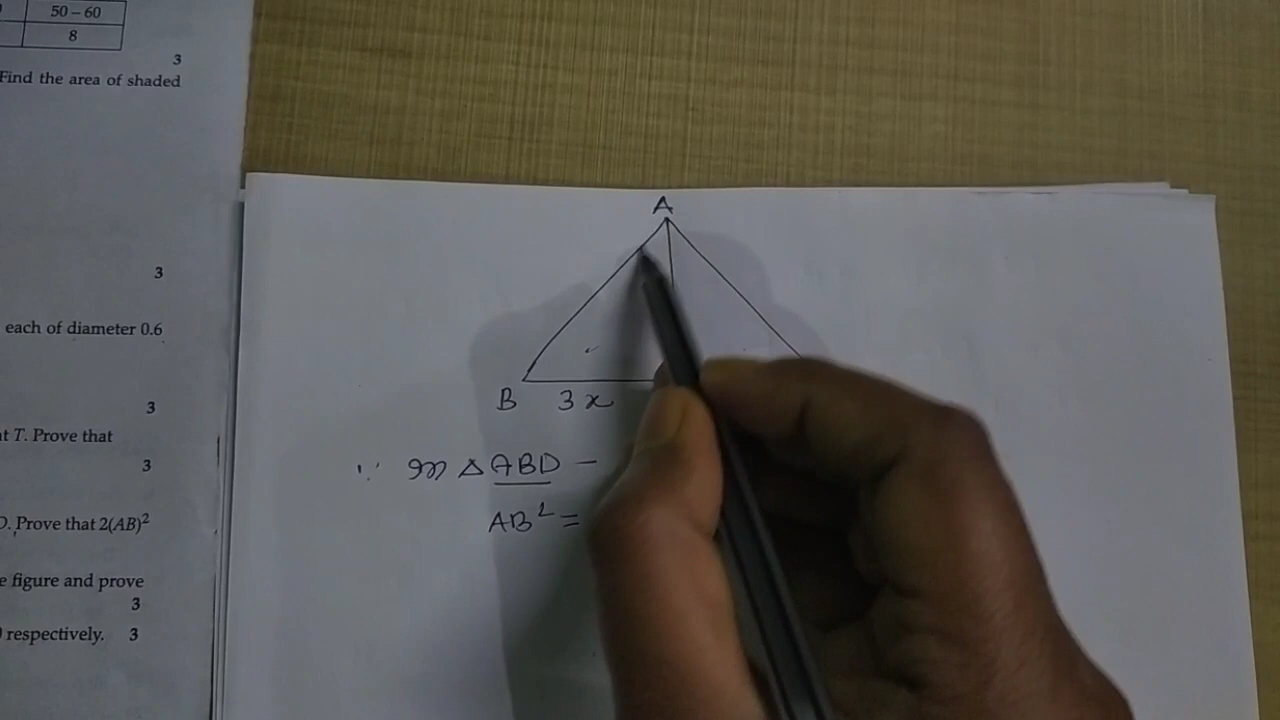 50 – 60
8
3
Find the area of shaded
3
each of diameter 0.6
3
t T. Prove that
3
D. Prove that 2(AB)²
e figure and prove
3
respectively. 3
A
B 3x
∵ In △ABD –
AB² =